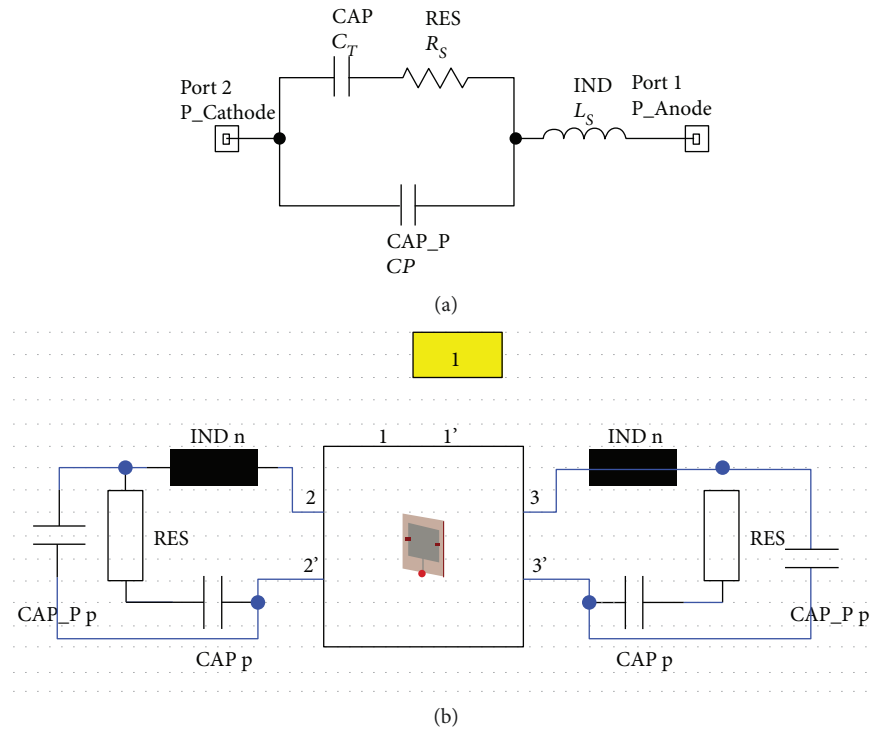 CAP
C_T
RES
R_S
Port 2
P_Cathode
IND
L_S
Port 1
P_Anode
CAP_P
CP
(a)
1
IND n
1
1’
IND n
2
3
RES
RES
2’
3’
CAP_P p
CAP_P p
CAP p
CAP p
(b)